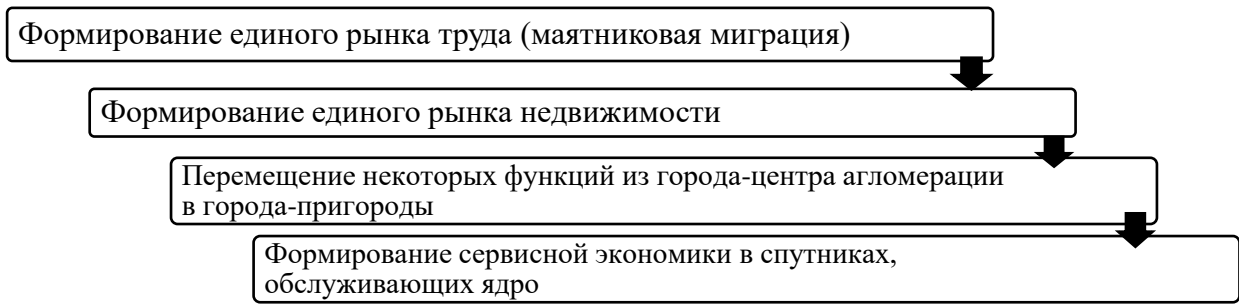 Формирование единого рынка труда (маятниковая миграция)
Формирование единого рынка недвижимости
Перемещение некоторых функций из города-центра агломерации
в города-пригороды
Формирование сервисной экономики в спутниках,
обслуживающих ядро